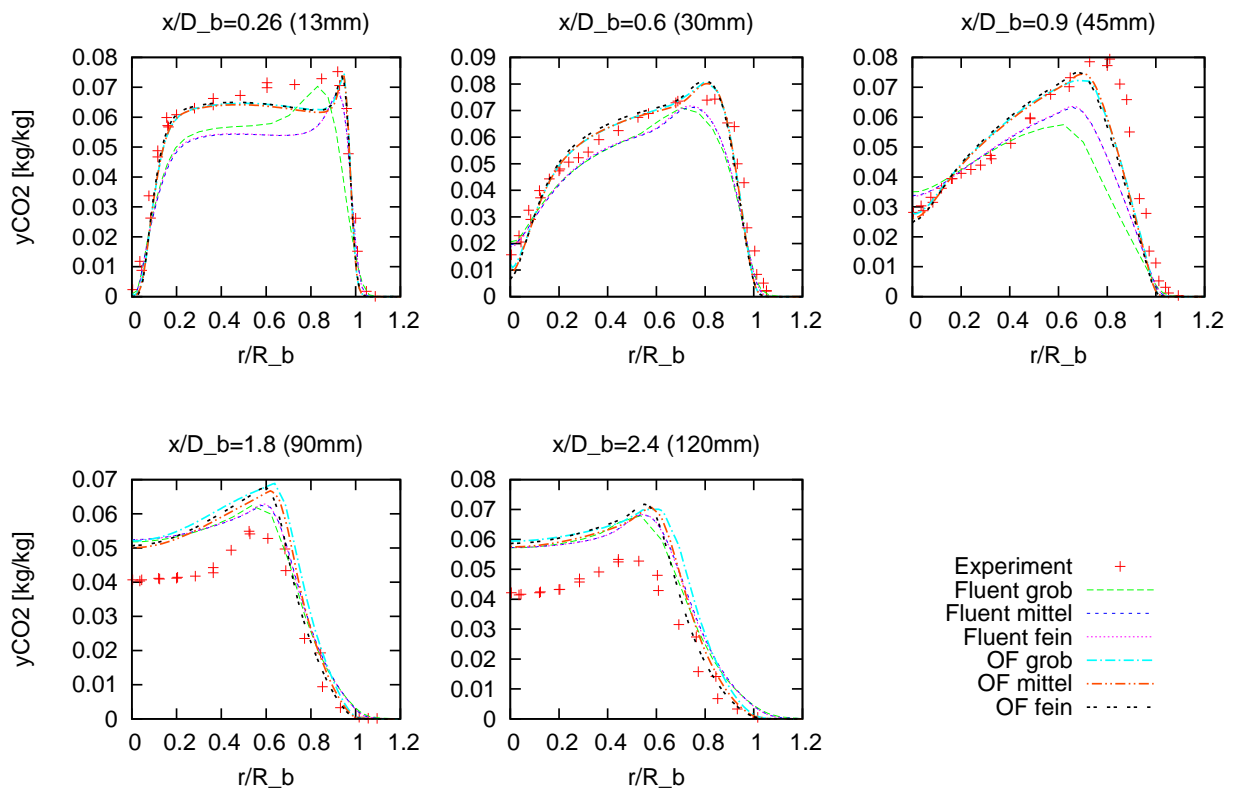 x/D_b=0.26 (13mm)
x/D_b=0.6 (30mm)
x/D_b=0.9 (45mm)
yCO2 [kg/kg]
0.08
0.07
0.06
0.05
0.04
0.03
0.02
0.01
0
0 0.2 0.4 0.6 0.8 1 1.2
r/R_b
0.09
0.08
0.07
0.06
0.05
0.04
0.03
0.02
0.01
0
0 0.2 0.4 0.6 0.8 1 1.2
r/R_b
0.08
0.07
0.06
0.05
0.04
0.03
0.02
0.01
0
0 0.2 0.4 0.6 0.8 1 1.2
r/R_b
x/D_b=1.8 (90mm)
x/D_b=2.4 (120mm)
yCO2 [kg/kg]
0.07
0.06
0.05
0.04
0.03
0.02
0.01
0
0 0.2 0.4 0.6 0.8 1 1.2
r/R_b
0.08
0.07
0.06
0.05
0.04
0.03
0.02
0.01
0
0 0.2 0.4 0.6 0.8 1 1.2
r/R_b
Experiment
Fluent grob
Fluent mittel
Fluent fein
OF grob
OF mittel
OF fein